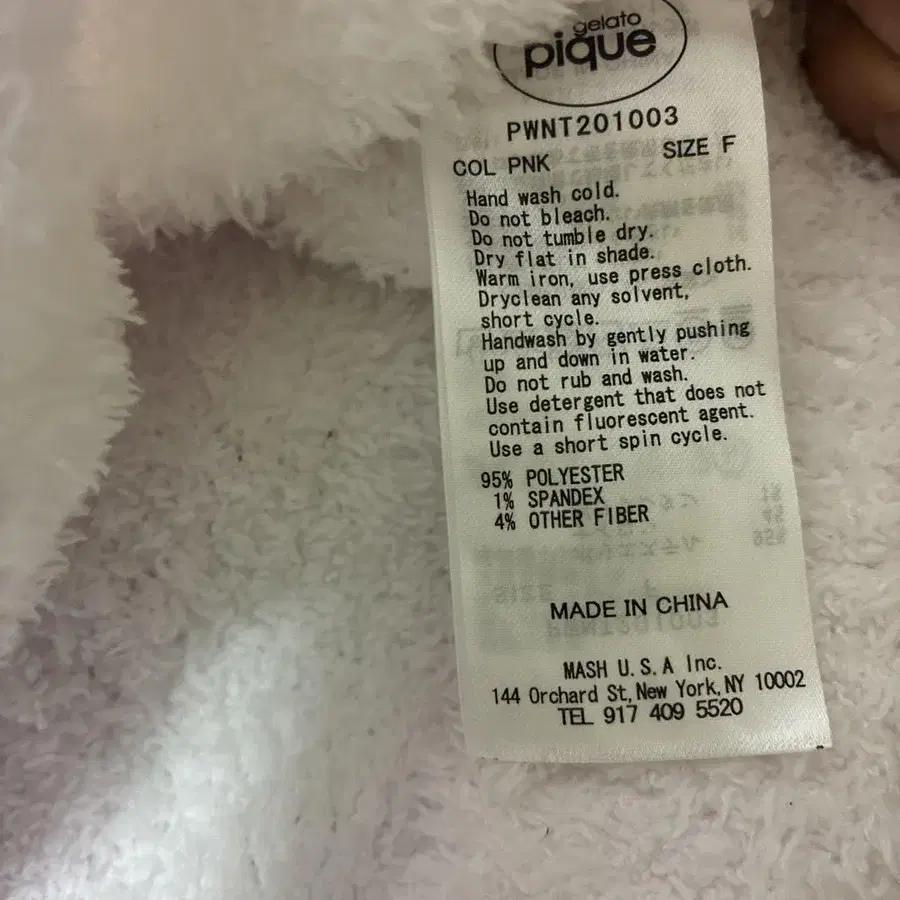 gelato
pique
PWNT201003
COL PNK SIZE F
Hand wash cold.
Do not bleach.
Do not tumble dry.
Dry flat in shade.
Warm iron, use press cloth.
Dryclean any solvent,
short cycle.
Handwash by gently pushing
up and down in water.
Do not rub and wash.
Use detergent that does not
contain fluorescent agent.
Use a short spin cycle.
95% POLYESTER
1% SPANDEX
4% OTHER FIBER
MADE IN CHINA
MASH U.S.A Inc.
144 Orchard St, New York, NY 10002
TEL 917 409 5520